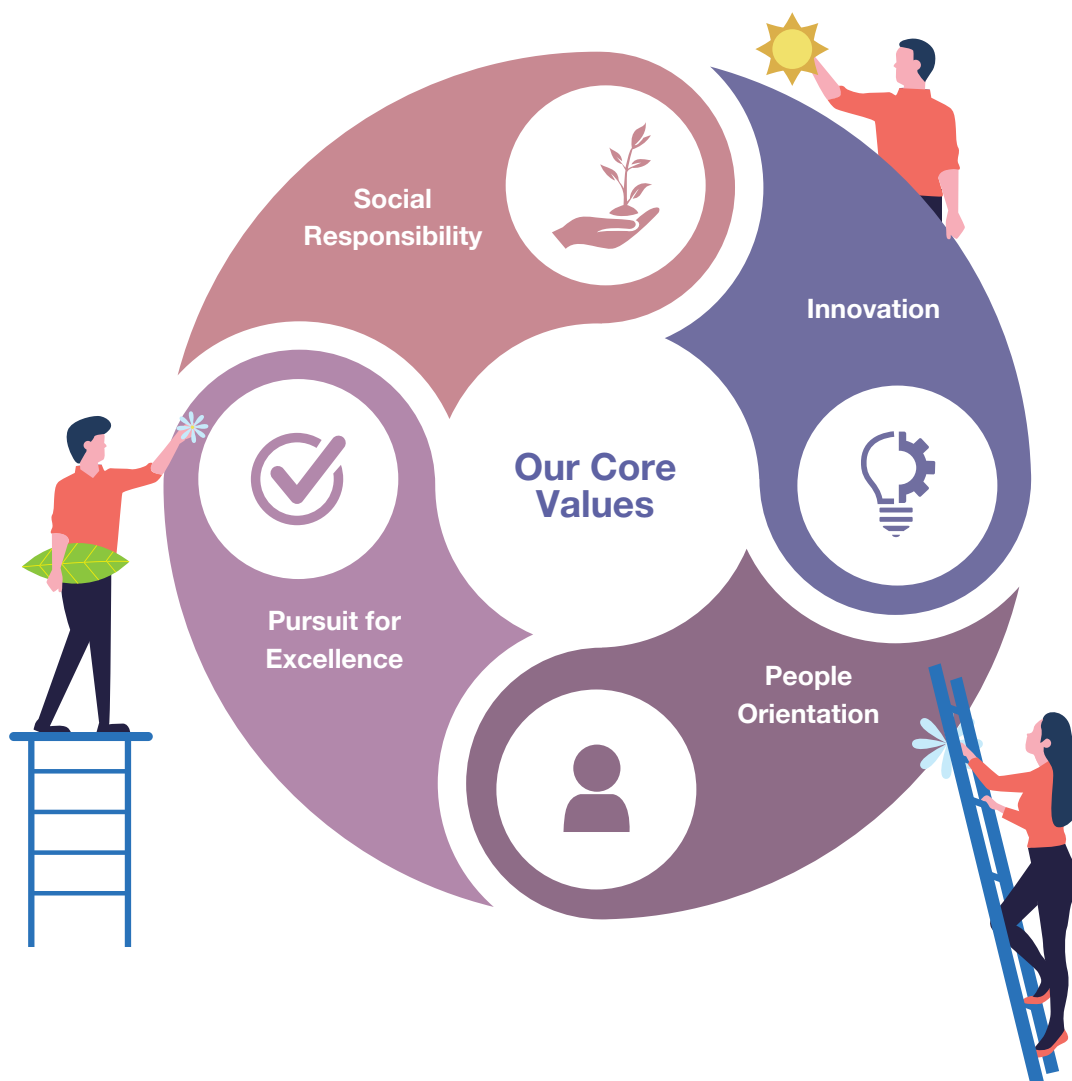 Social
Responsibility
Innovation
Our Core
Values
Pursuit for
Excellence
People
Orientation